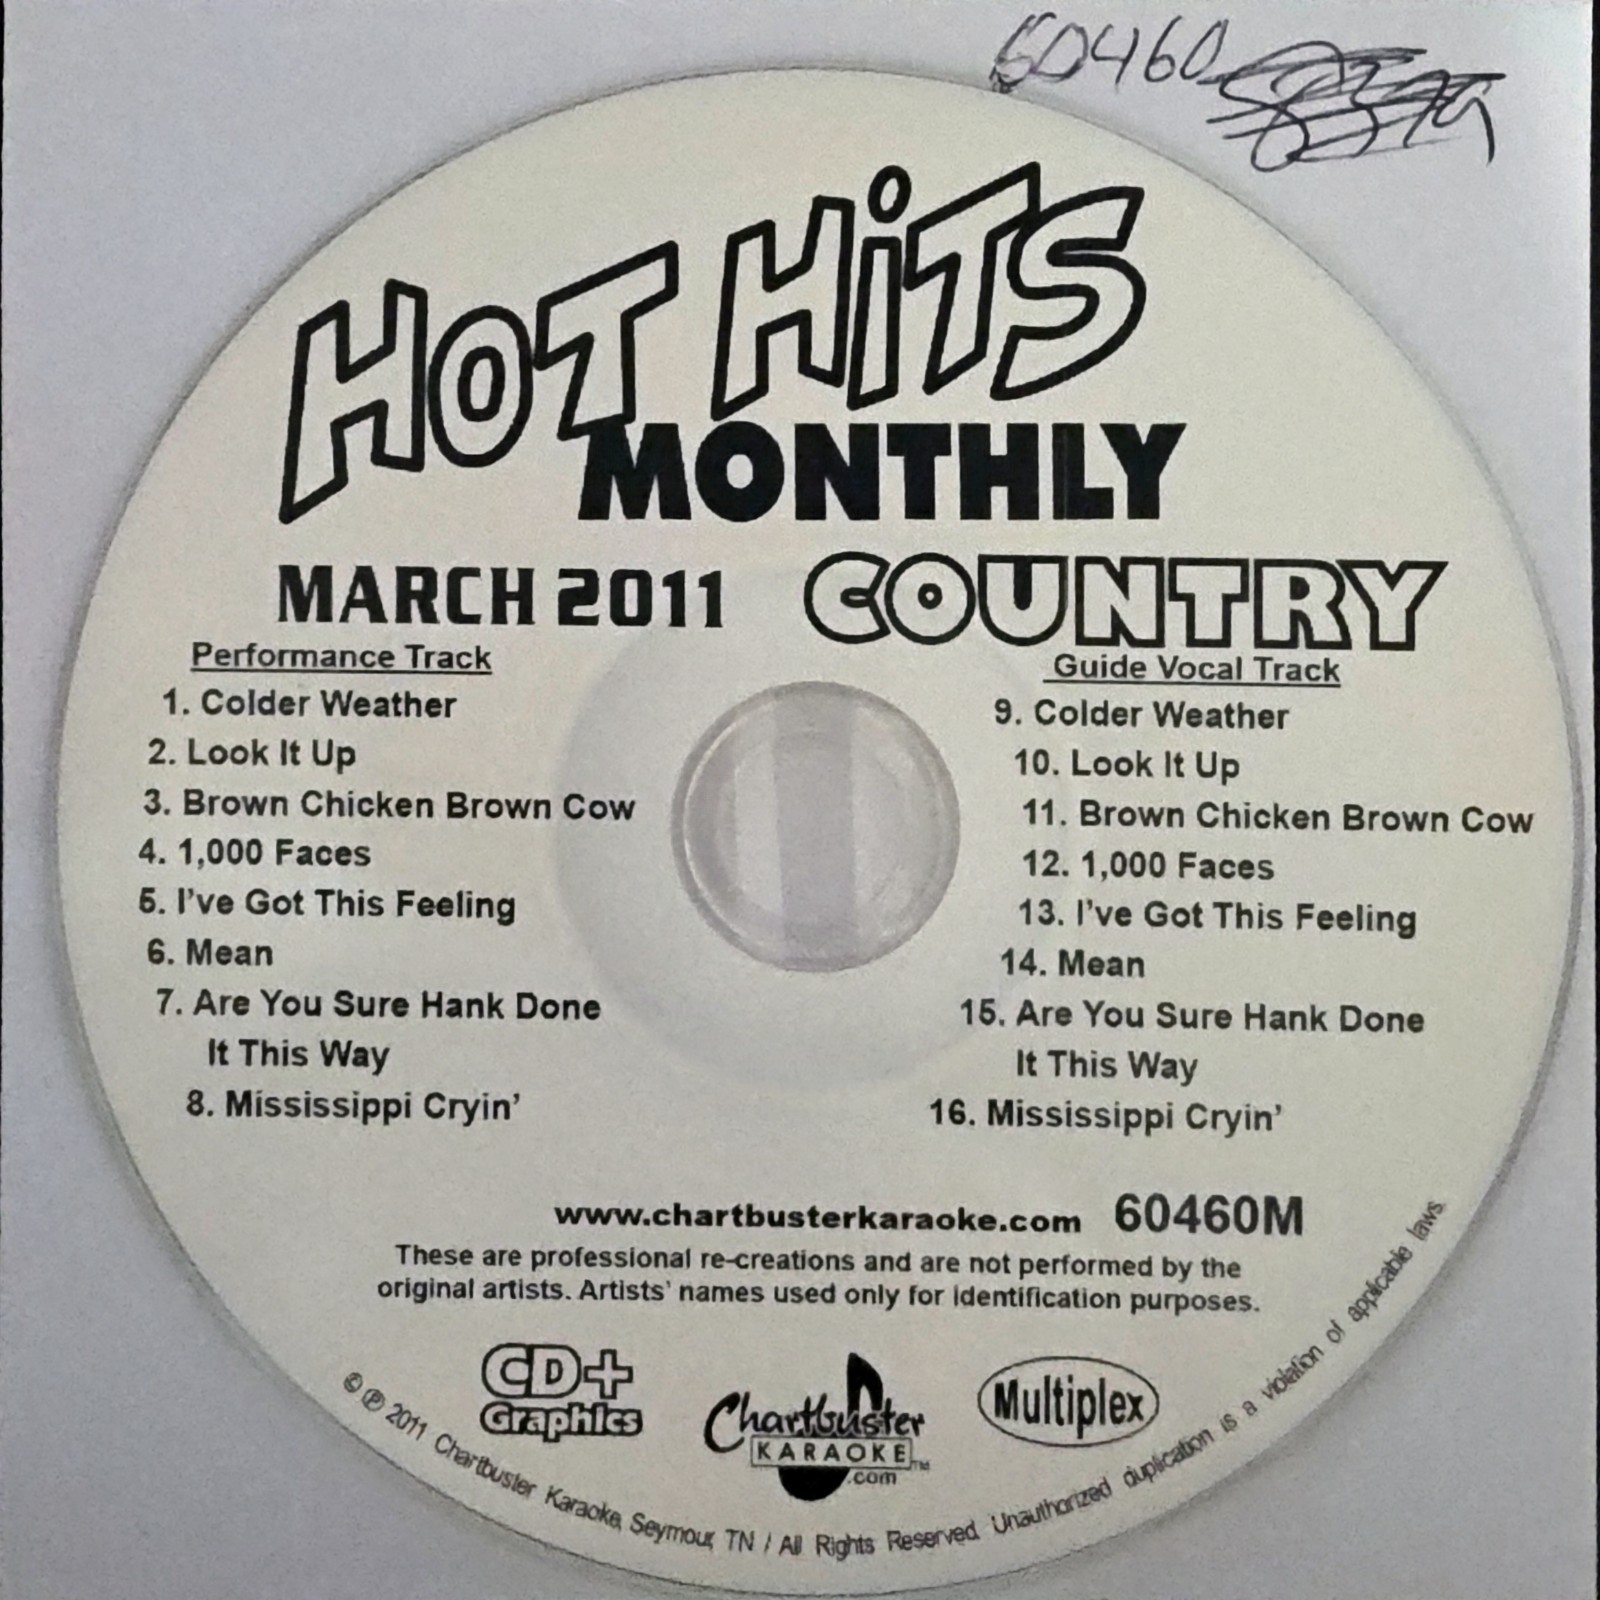 60460
HOT HiTS
MONTHLY
MARCH 2011 COUNTRY
Performance Track
1. Colder Weather
2. Look It Up
3. Brown Chicken Brown Cow
4. 1,000 Faces
5. I've Got This Feeling
6. Mean
7. Are You Sure Hank Done
It This Way
8. Mississippi Cryin'
Guide Vocal Track
9. Colder Weather
10. Look It Up
11. Brown Chicken Brown Cow
12. 1,000 Faces
13. I've Got This Feeling
14. Mean
15. Are You Sure Hank Done
It This Way
16. Mississippi Cryin'
www.chartbusterkaraoke.com 60460M
These are professional re-creations and are not performed by the
original artists. Artists' names used only for identification purposes.
CD+
Graphics
Chartbuster
KARAOKE™
.com
Multiplex
© ℗ 2011 Chartbuster Karaoke, Seymour, TN / All Rights Reserved. Unauthorized duplication is a violation of applicable laws.